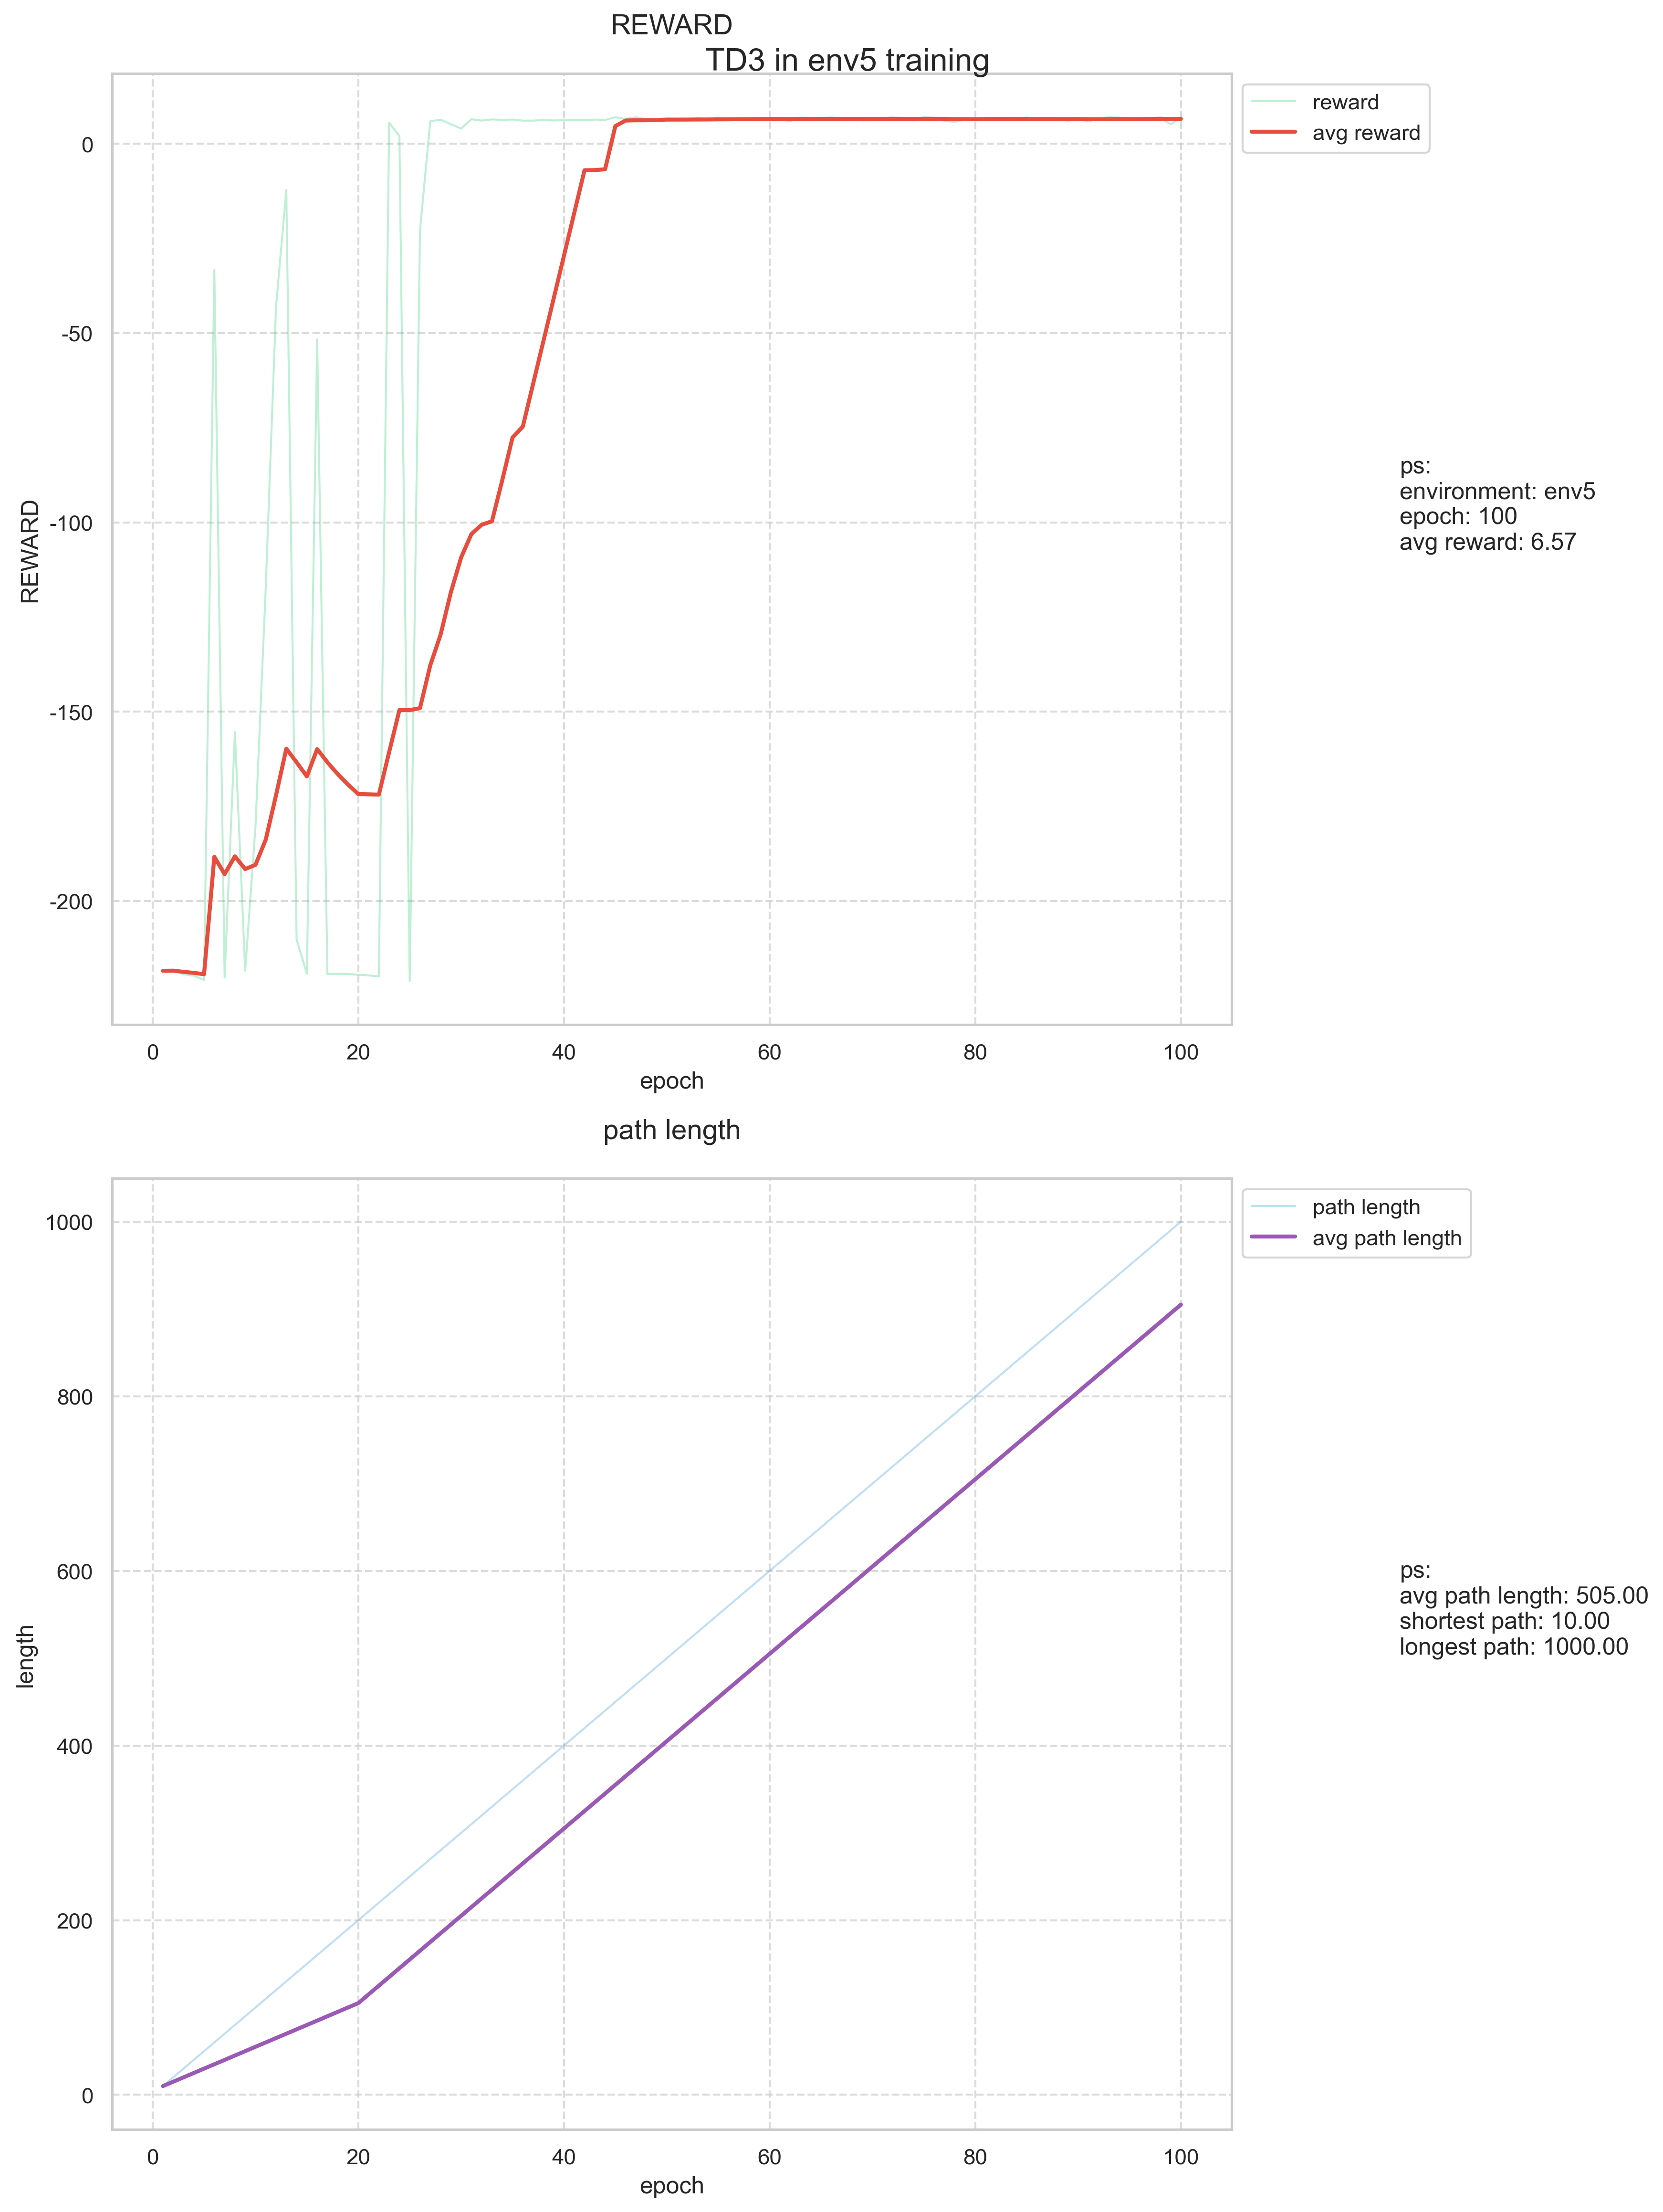 REWARD
TD3 in env5 training
reward
avg reward
0
-50
-100
-150
-200
REWARD
ps:
environment: env5
epoch: 100
avg reward: 6.57
0 20 40 60 80 100
epoch
path length
path length
avg path length
1000
800
600
400
200
0
length
ps:
avg path length: 505.00
shortest path: 10.00
longest path: 1000.00
0 20 40 60 80 100
epoch